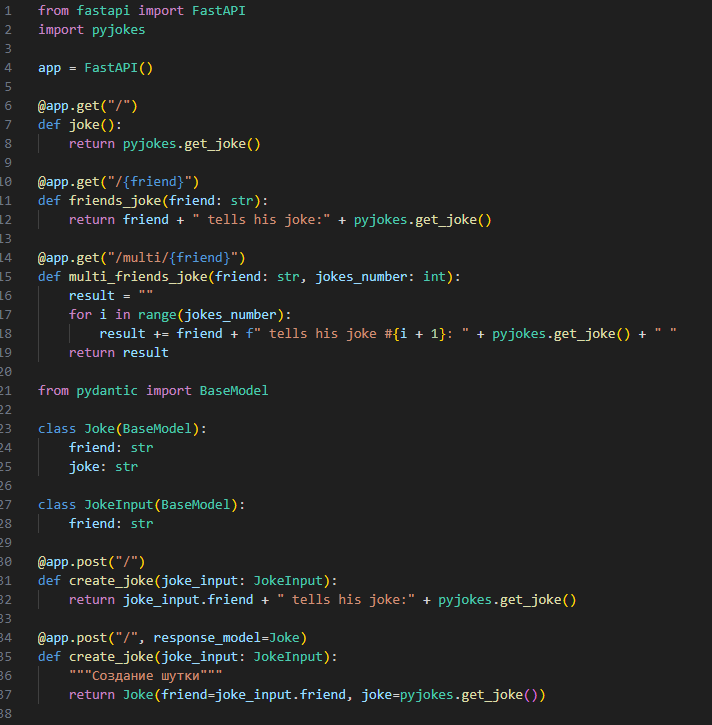 1 from fastapi import FastAPI
2 import pyjokes
3
4 app = FastAPI()
5
6 @app.get("/")
7 def joke():
8     return pyjokes.get_joke()
9
10 @app.get("/{friend}")
11 def friends_joke(friend: str):
12     return friend + " tells his joke:" + pyjokes.get_joke()
13
14 @app.get("/multi/{friend}")
15 def multi_friends_joke(friend: str, jokes_number: int):
16     result = ""
17     for i in range(jokes_number):
18         result += friend + f" tells his joke #{i + 1}: " + pyjokes.get_joke() + " "
19     return result
20
21 from pydantic import BaseModel
22
23 class Joke(BaseModel):
24     friend: str
25     joke: str
26
27 class JokeInput(BaseModel):
28     friend: str
29
30 @app.post("/")
31 def create_joke(joke_input: JokeInput):
32     return joke_input.friend + " tells his joke:" + pyjokes.get_joke()
33
34 @app.post("/", response_model=Joke)
35 def create_joke(joke_input: JokeInput):
36     """Создание шутки"""
37     return Joke(friend=joke_input.friend, joke=pyjokes.get_joke())
38